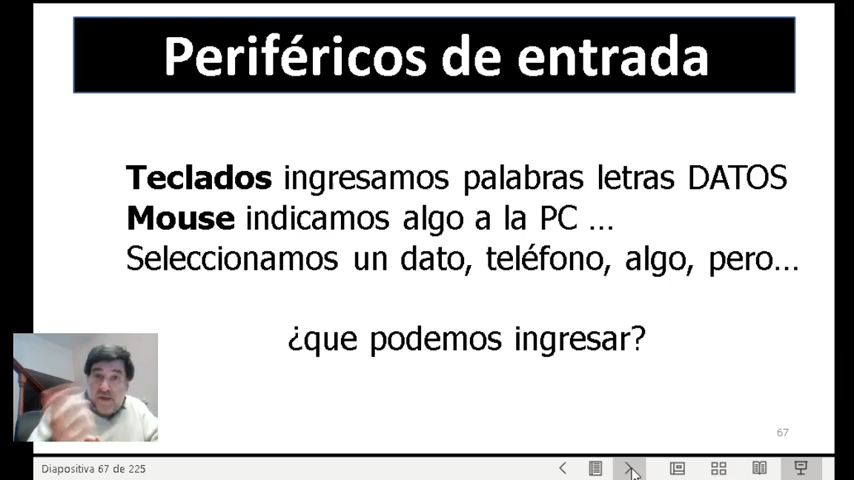 Periféricos de entrada
Teclados ingresamos palabras letras DATOS
Mouse indicamos algo a la PC ...
Seleccionamos un dato, teléfono, algo, pero...
¿que podemos ingresar?
67
Diapositiva 67 de 225